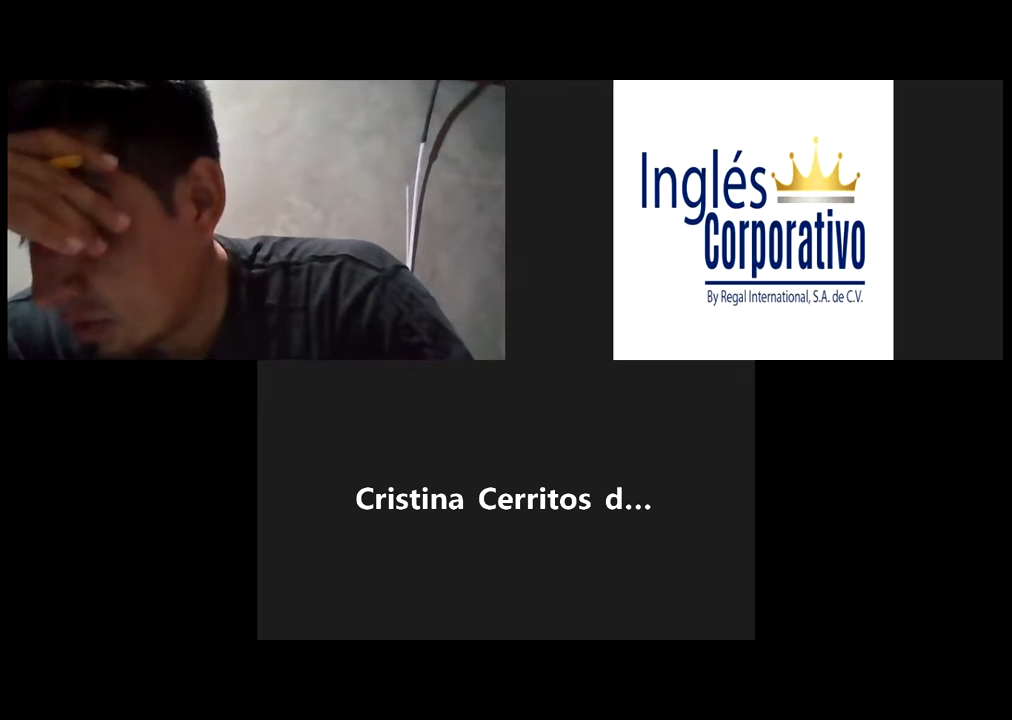 Inglés
Corporativo
By Regal International, S.A. de C.V.
Cristina Cerritos d...